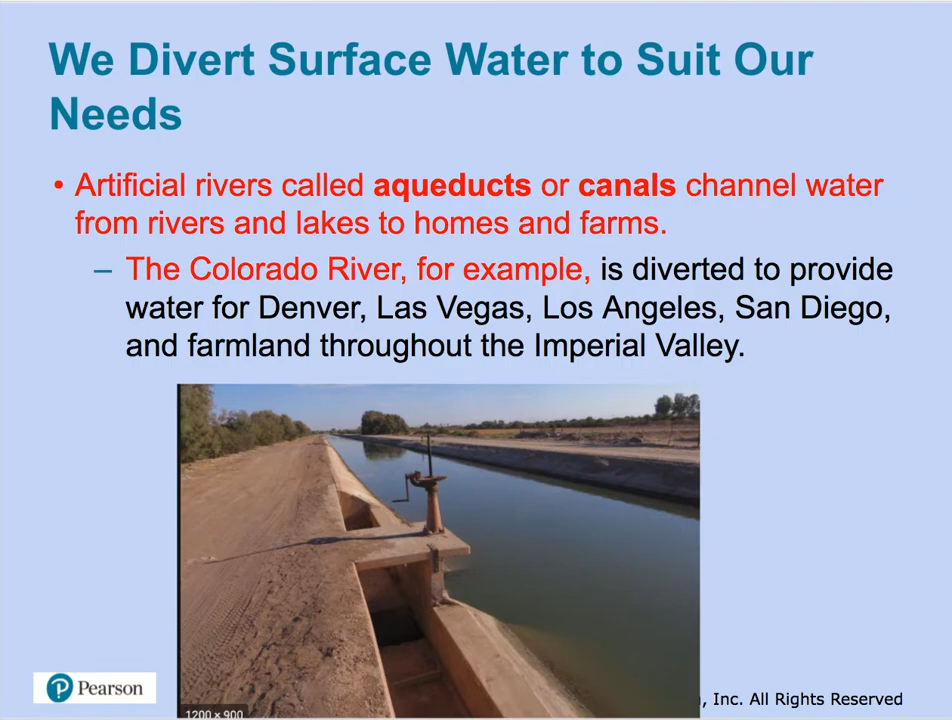 We Divert Surface Water to Suit Our
Needs
• Artificial rivers called aqueducts or canals channel water
from rivers and lakes to homes and farms.
– The Colorado River, for example, is diverted to provide
water for Denver, Las Vegas, Los Angeles, San Diego,
and farmland throughout the Imperial Valley.
Pearson
, Inc. All Rights Reserved
1200 × 900